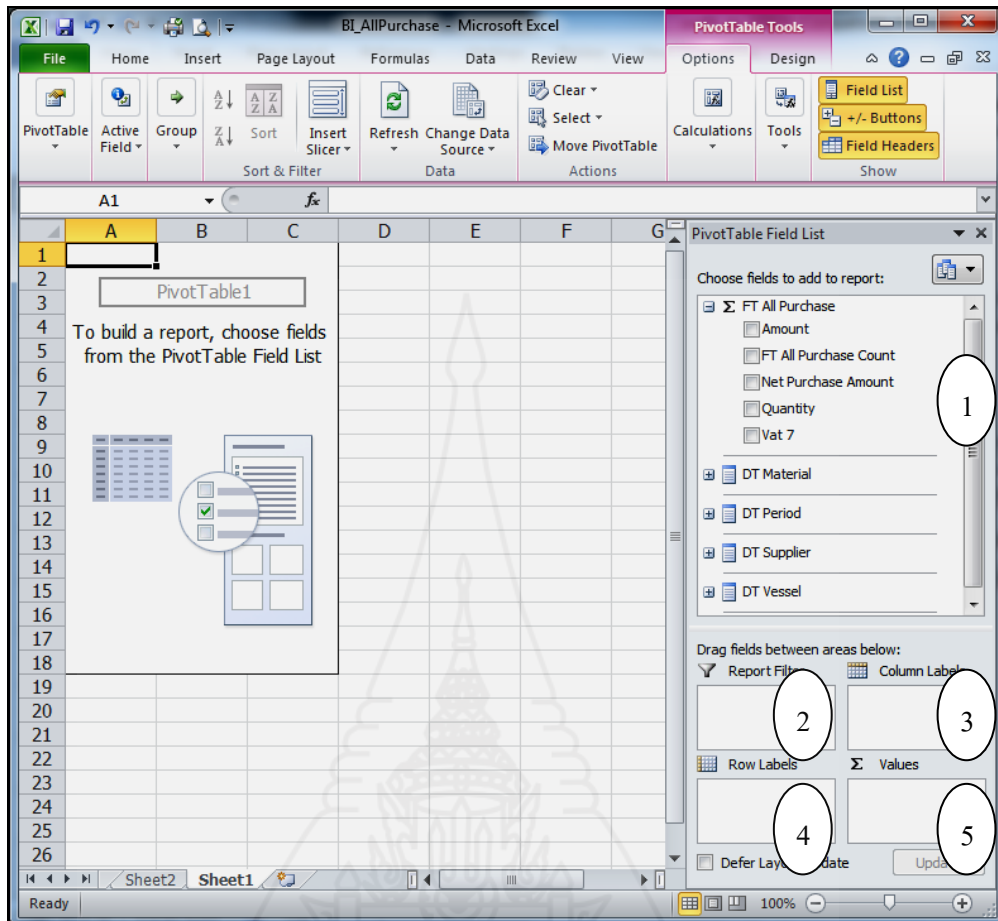 BI_AllPurchase - Microsoft Excel
PivotTable Tools
File Home Insert Page Layout Formulas Data Review View Options Design
PivotTable Active Field Group Sort Insert Slicer Refresh Change Data Source Clear Select Move PivotTable Calculations Tools Field List +/- Buttons Field Headers
Sort & Filter Data Actions Show
A1 fx
A B C D E F G
PivotTable Field List
1
2
3
4
5
6
7
8
9
10
11
12
13
14
15
16
17
18
19
20
21
22
23
24
25
26
PivotTable1
To build a report, choose fields
from the PivotTable Field List
Choose fields to add to report:
Σ FT All Purchase
Amount
FT All Purchase Count
Net Purchase Amount
Quantity
Vat 7
DT Material
DT Period
DT Supplier
DT Vessel
1
Drag fields between areas below:
Report Filter Column Labels
2 3
Row Labels Σ Values
4 5
Defer Layout Update Update
Sheet2 Sheet1
Ready 100%